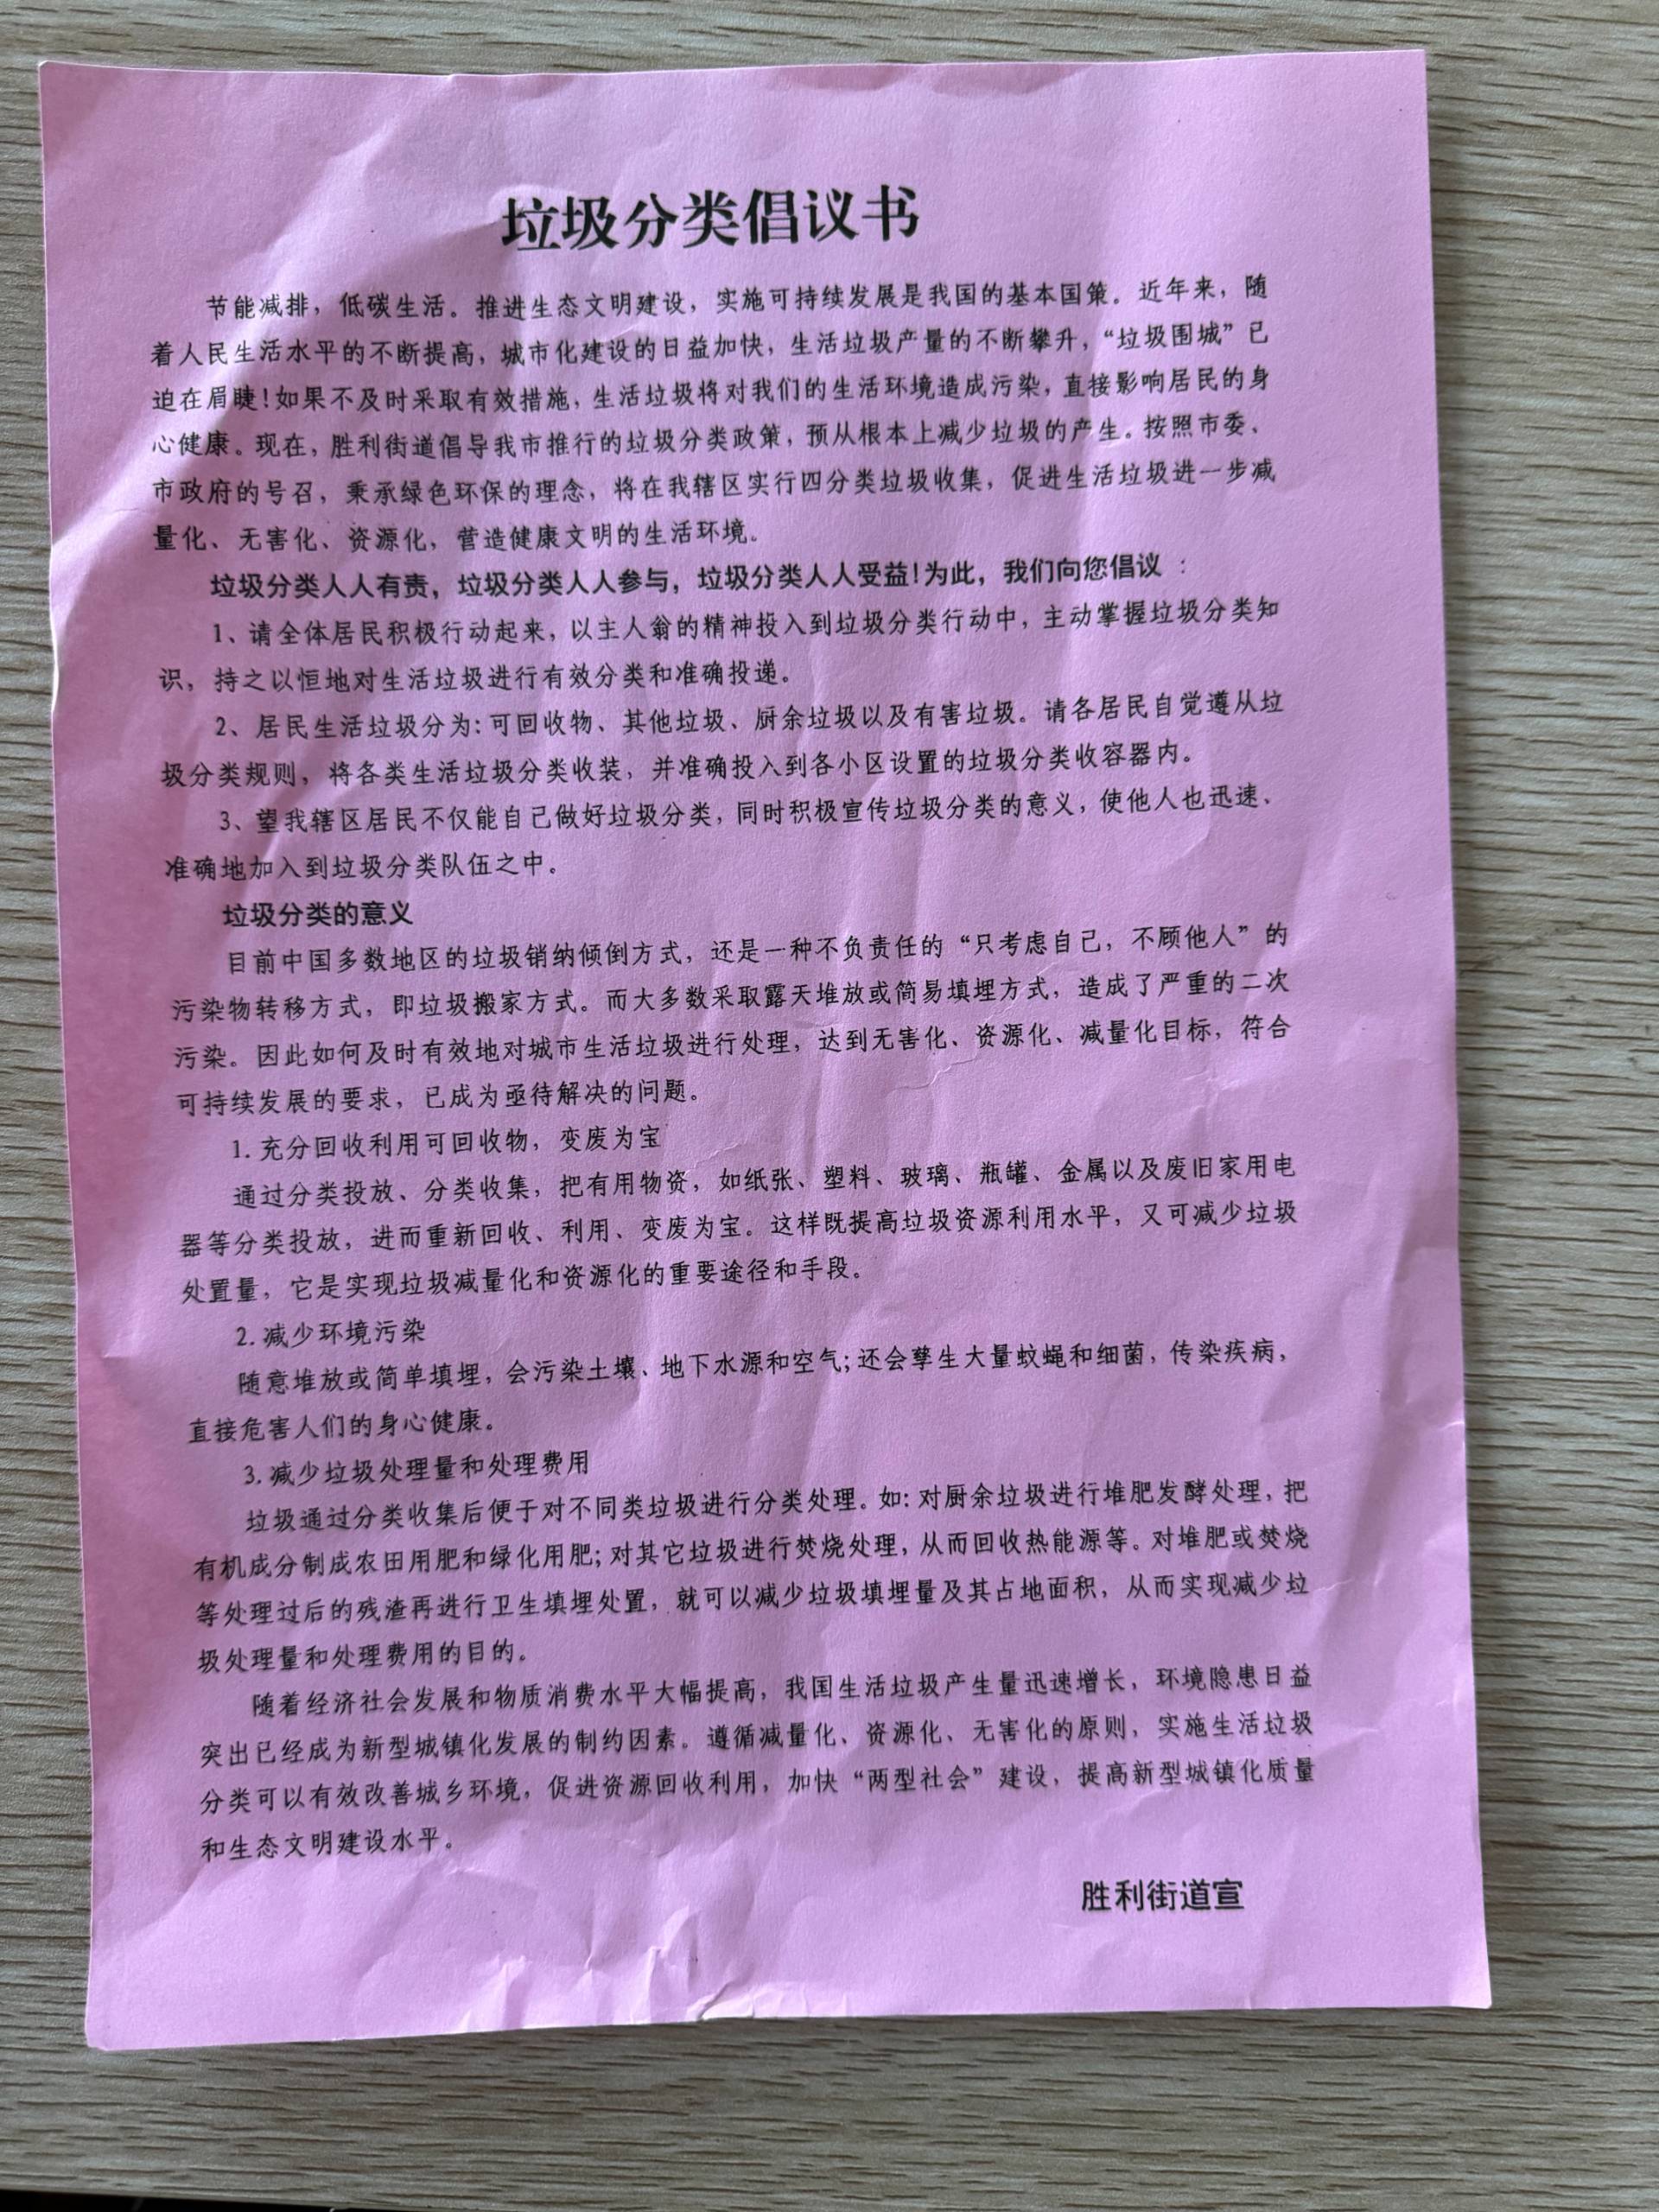 垃圾分类倡议书
节能减排，低碳生活。推进生态文明建设，实施可持续发展是我国的基本国策。近年来，随
着人民生活水平的不断提高，城市化建设的日益加快，生活垃圾产量的不断攀升，“垃圾围城”已
迫在眉睫！如果不及时采取有效措施，生活垃圾将对我们的生活环境造成污染，直接影响居民的身
心健康。现在，胜利街道倡导我市推行的垃圾分类政策，预从根本上减少垃圾的产生。按照市委、
市政府的号召，秉承绿色环保的理念，将在我辖区实行四分类垃圾收集，促进生活垃圾进一步减
量化、无害化、资源化，营造健康文明的生活环境。
垃圾分类人人有责，垃圾分类人人参与，垃圾分类人人受益！为此，我们向您倡议：
1、请全体居民积极行动起来，以主人翁的精神投入到垃圾分类行动中，主动掌握垃圾分类知
识，持之以恒地对生活垃圾进行有效分类和准确投递。
2、居民生活垃圾分为：可回收物、其他垃圾、厨余垃圾以及有害垃圾。请各居民自觉遵从垃
圾分类规则，将各类生活垃圾分类收装，并准确投入到各小区设置的垃圾分类收容器内。
3、望我辖区居民不仅能自己做好垃圾分类，同时积极宣传垃圾分类的意义，使他人也迅速、
准确地加入到垃圾分类队伍之中。
垃圾分类的意义
目前中国多数地区的垃圾销纳倾倒方式，还是一种不负责任的“只考虑自己，不顾他人”的
污染物转移方式，即垃圾搬家方式。而大多数采取露天堆放或简易填埋方式，造成了严重的二次
污染。因此如何及时有效地对城市生活垃圾进行处理，达到无害化、资源化、减量化目标，符合
可持续发展的要求，已成为亟待解决的问题。
1.充分回收利用可回收物，变废为宝
通过分类投放、分类收集，把有用物资，如纸张、塑料、玻璃、瓶罐、金属以及废旧家用电
器等分类投放，进而重新回收、利用、变废为宝。这样既提高垃圾资源利用水平，又可减少垃圾
处置量，它是实现垃圾减量化和资源化的重要途径和手段。
2.减少环境污染
随意堆放或简单填埋，会污染土壤、地下水源和空气；还会孳生大量蚊蝇和细菌，传染疾病，
直接危害人们的身心健康。
3.减少垃圾处理量和处理费用
垃圾通过分类收集后便于对不同类垃圾进行分类处理。如：对厨余垃圾进行堆肥发酵处理，把
有机成分制成农田用肥和绿化用肥；对其它垃圾进行焚烧处理，从而回收热能源等。对堆肥或焚烧
等处理过后的残渣再进行卫生填埋处置，就可以减少垃圾填埋量及其占地面积，从而实现减少垃
圾处理量和处理费用的目的。
随着经济社会发展和物质消费水平大幅提高，我国生活垃圾产生量迅速增长，环境隐患日益
突出已经成为新型城镇化发展的制约因素。遵循减量化、资源化、无害化的原则，实施生活垃圾
分类可以有效改善城乡环境，促进资源回收利用，加快“两型社会”建设，提高新型城镇化质量
和生态文明建设水平。
胜利街道宣